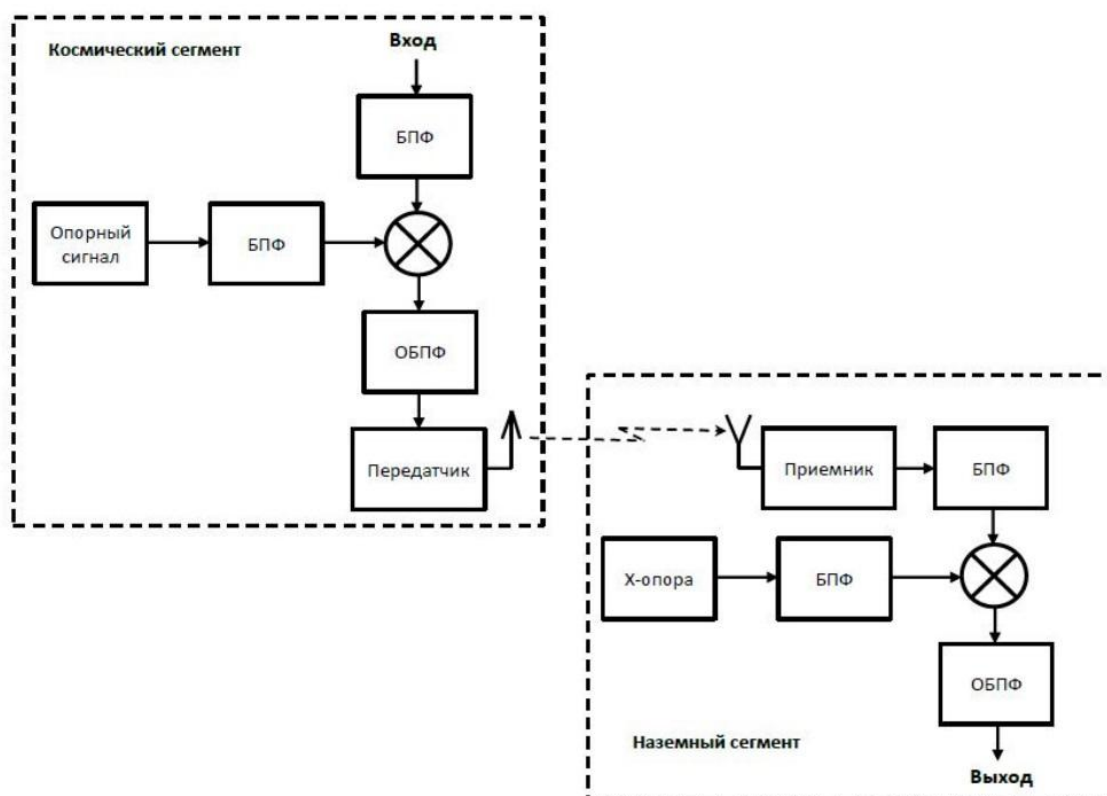 Космический сегмент
Вход
БПФ
Опорный
сигнал
БПФ
ОБПФ
Передатчик
Приемник
БПФ
Х-опора
БПФ
ОБПФ
Наземный сегмент
Выход